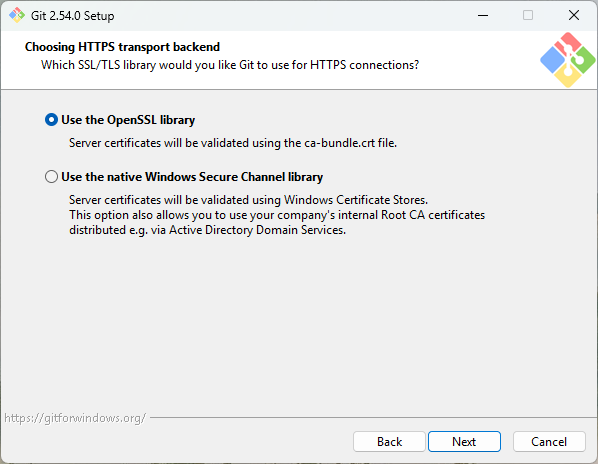 Git 2.54.0 Setup
Choosing HTTPS transport backend
Which SSL/TLS library would you like Git to use for HTTPS connections?
Use the OpenSSL library
Server certificates will be validated using the ca-bundle.crt file.
Use the native Windows Secure Channel library
Server certificates will be validated using Windows Certificate Stores.
This option also allows you to use your company's internal Root CA certificates
distributed e.g. via Active Directory Domain Services.
https://gitforwindows.org/
Back Next Cancel